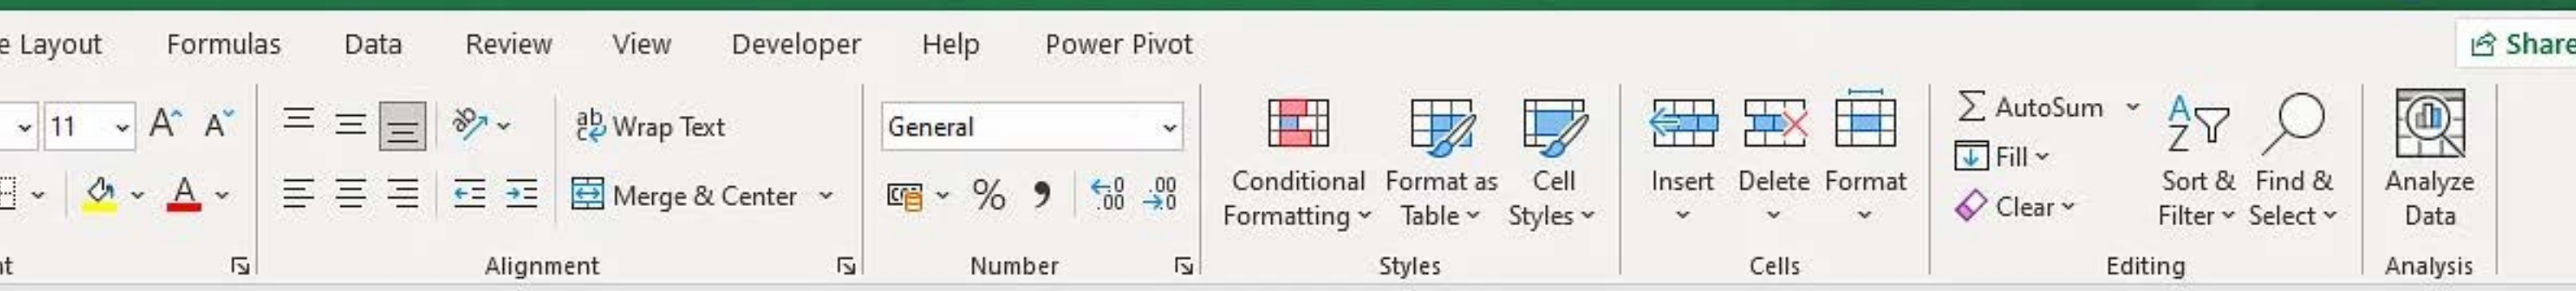 e Layout Formulas Data Review View Developer Help Power Pivot Share
11 A A ab Wrap Text General AutoSum
Fill
Merge & Center % Conditional Formatting Format as Table Cell Styles Insert Delete Format Clear Sort & Filter Find & Select Analyze Data
nt Alignment Number Styles Cells Editing Analysis